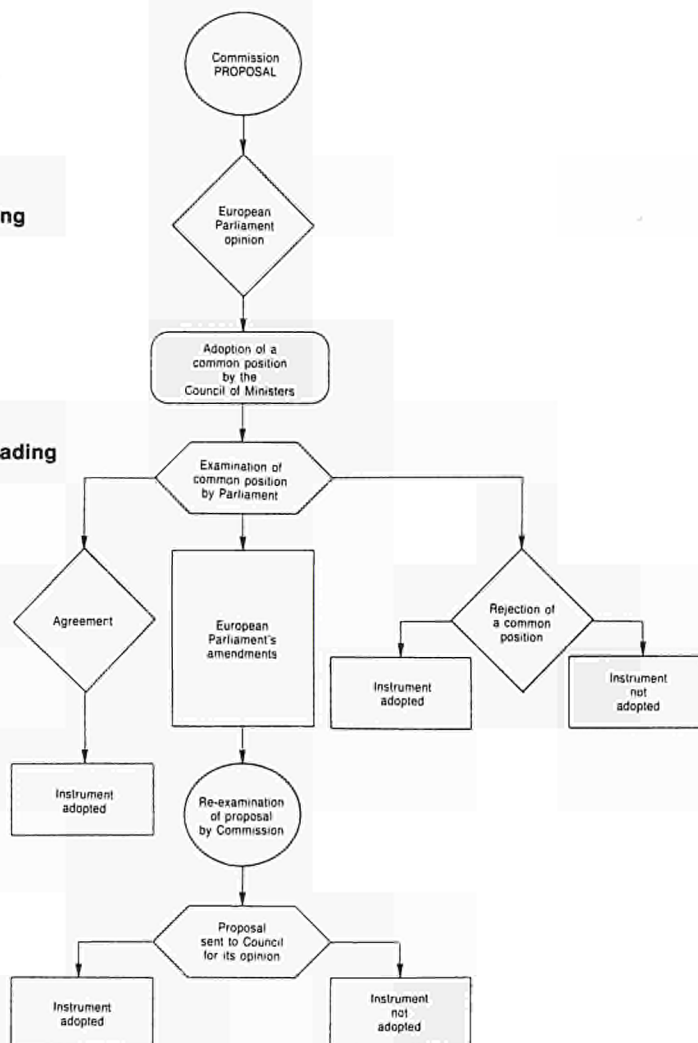 Commission
PROPOSAL
ng
European
Parliament
opinion
Adoption of a
common position
by the
Council of Ministers
ading
Examination of
common position
by Parliament
Agreement
European
Parliament's
amendments
Rejection of
a common
position
Instrument
adopted
Instrument
not
adopted
Instrument
adopted
Re-examination
of proposal
by Commission
Proposal
sent to Council
for its opinion
Instrument
adopted
Instrument
not
adopted